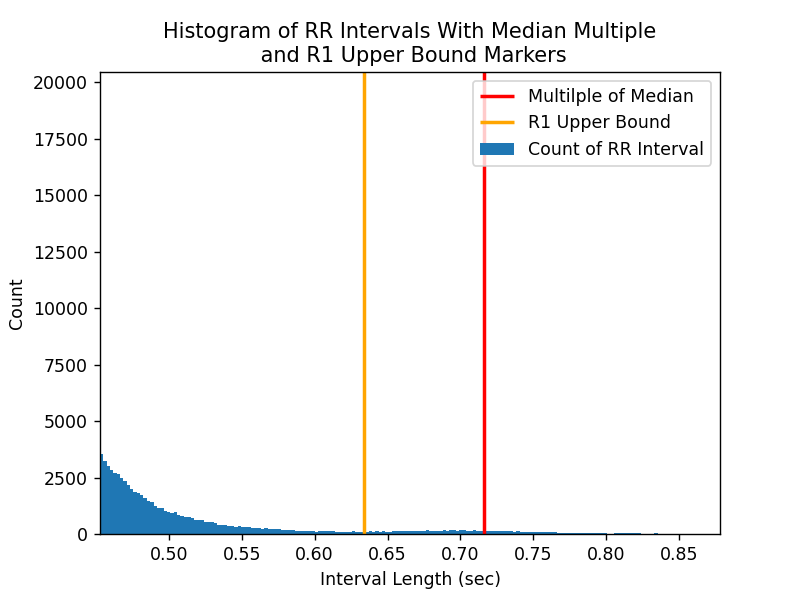 Histogram of RR Intervals With Median Multiple
and R1 Upper Bound Markers
Multilple of Median
R1 Upper Bound
Count of RR Interval
Count
20000
17500
15000
12500
10000
7500
5000
2500
0
0.50 0.55 0.60 0.65 0.70 0.75 0.80 0.85
Interval Length (sec)